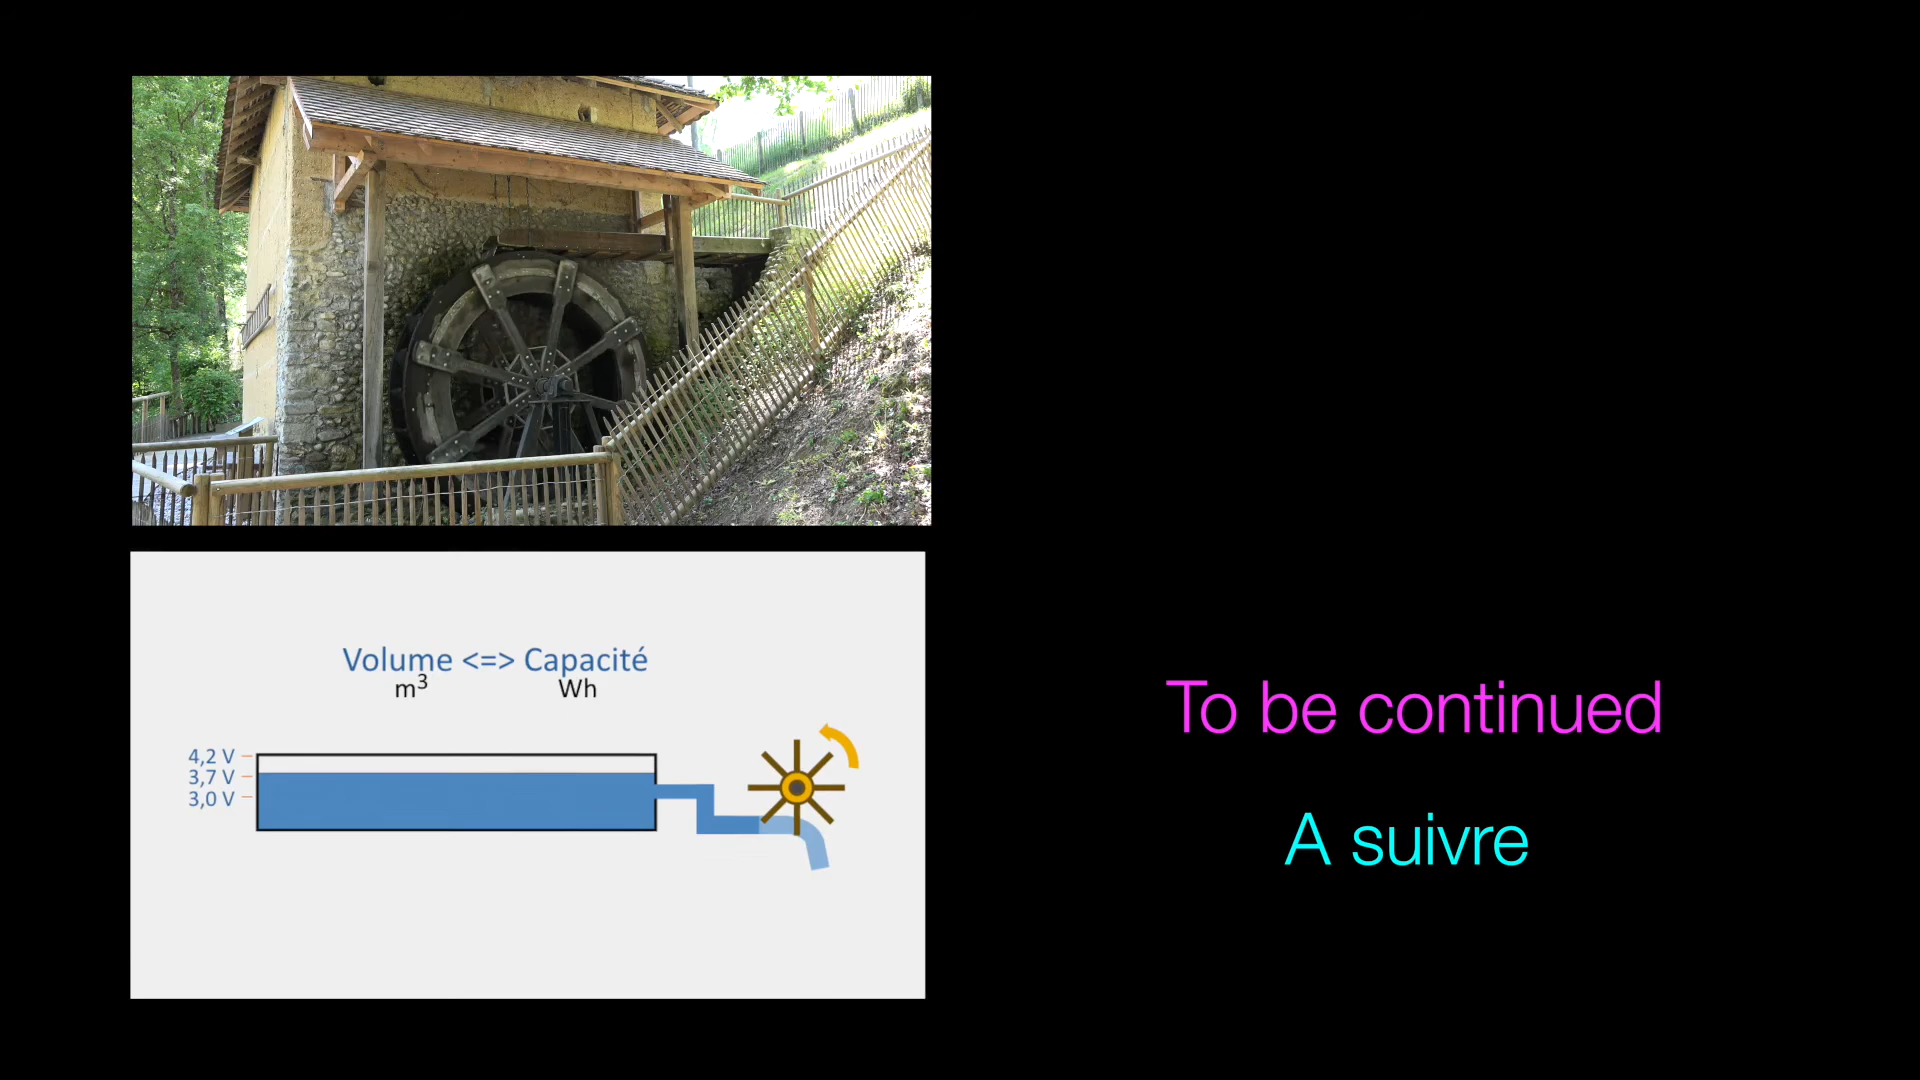 Volume <=> Capacité
m³ Wh
4,2 V
3,7 V
3,0 V
To be continued
A suivre